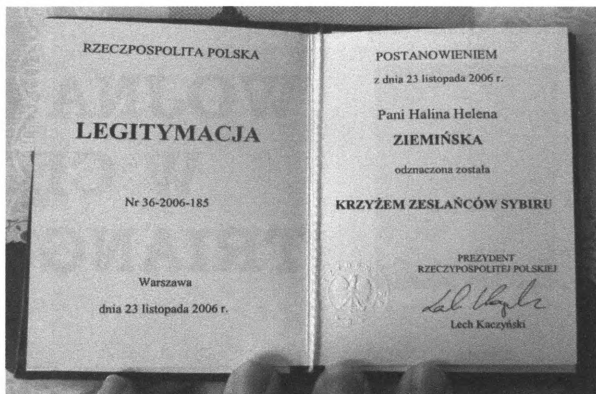 RZECZPOSPOLITA POLSKA
LEGITYMACJA
Nr 36-2006-185
Warszawa
dnia 23 listopada 2006 r.
POSTANOWIENIEM
z dnia 23 listopada 2006 r.
Pani Halina Helena
ZIEMIŃSKA
odznaczona została
KRZYŻEM ZESŁAŃCÓW SYBIRU
PREZYDENT
RZECZYPOSPOLITEJ POLSKIEJ
Lech Kaczyński